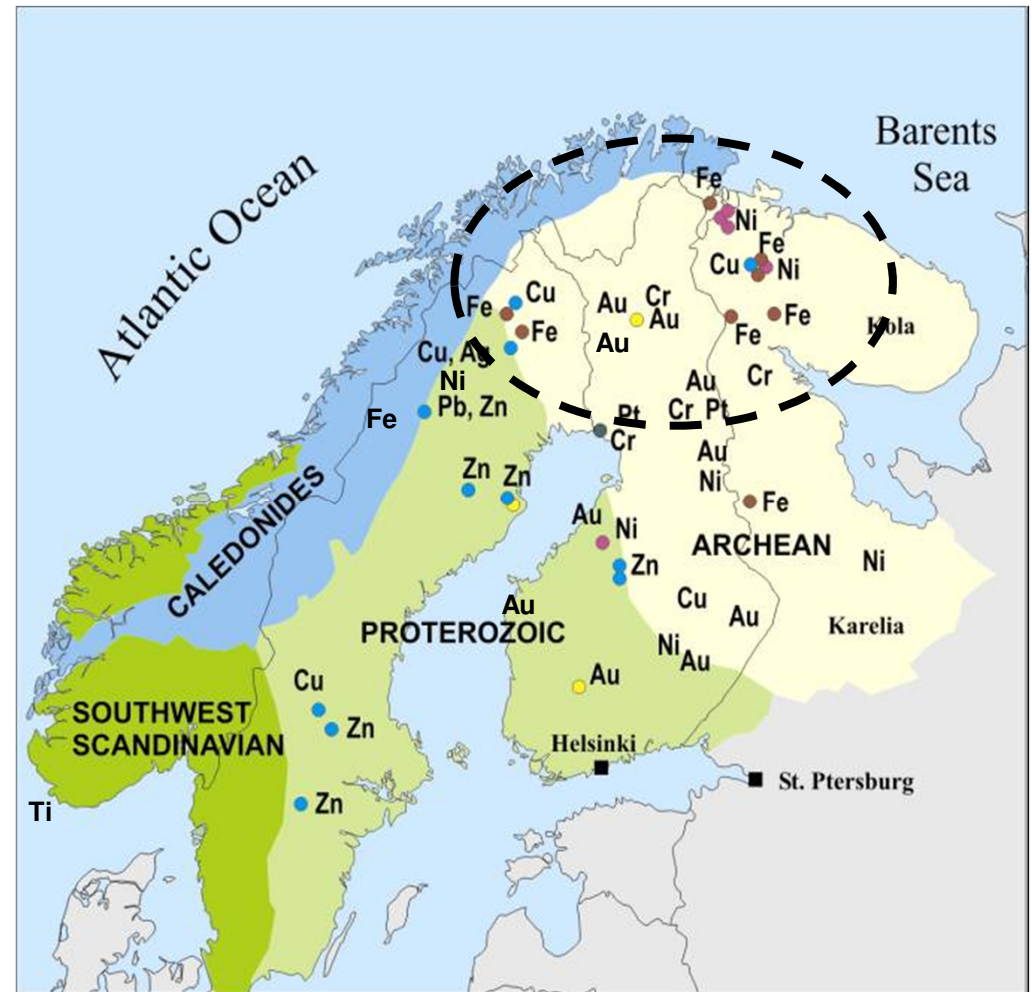 Barents
Sea
Atlantic Ocean
Fe
Ni
Fe
Cu
Ni
Cu
Fe
Fe
Au
Cr
Au
Au
Fe
Fe
Kola
Cu, Ag
Ni
Pb, Zn
Fe
Au
Cr
Cr
Pt
Pt
Cr
Au
Ni
Zn
Zn
Fe
Au
Ni
ARCHEAN
Zn
Ni
CALEDONIDES
Cu
Au
Au
Karelia
PROTEROZOIC
Ni
Au
Cu
Au
SOUTHWEST
SCANDINAVIAN
Zn
Helsinki
St. Ptersburg
Ti
Zn